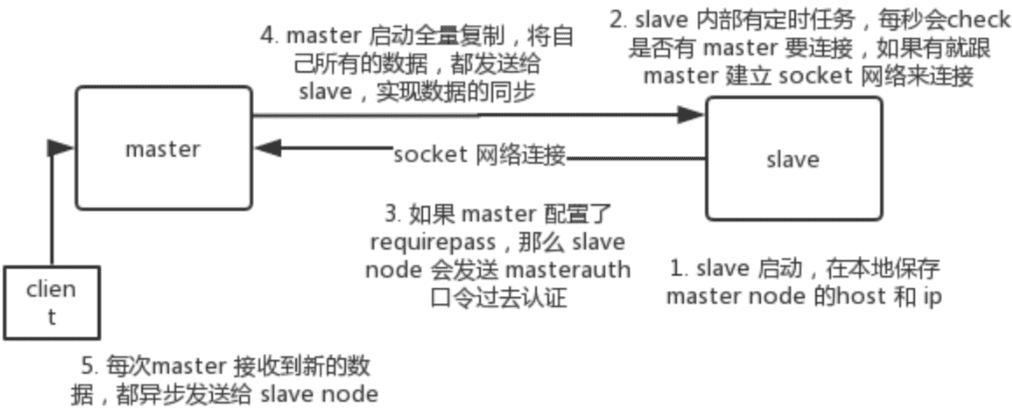 4. master 启动全量复制，将自
己所有的数据，都发送给
slave，实现数据的同步
2. slave 内部有定时任务，每秒会check
是否有 master 要连接，如果有就跟
master 建立 socket 网络来连接
master
socket 网络连接
slave
3. 如果 master 配置了
requirepass，那么 slave
node 会发送 masterauth
口令过去认证
1. slave 启动，在本地保存
master node 的host 和 ip
clien
t
5. 每次master 接收到新的数
据，都异步发送给 slave node